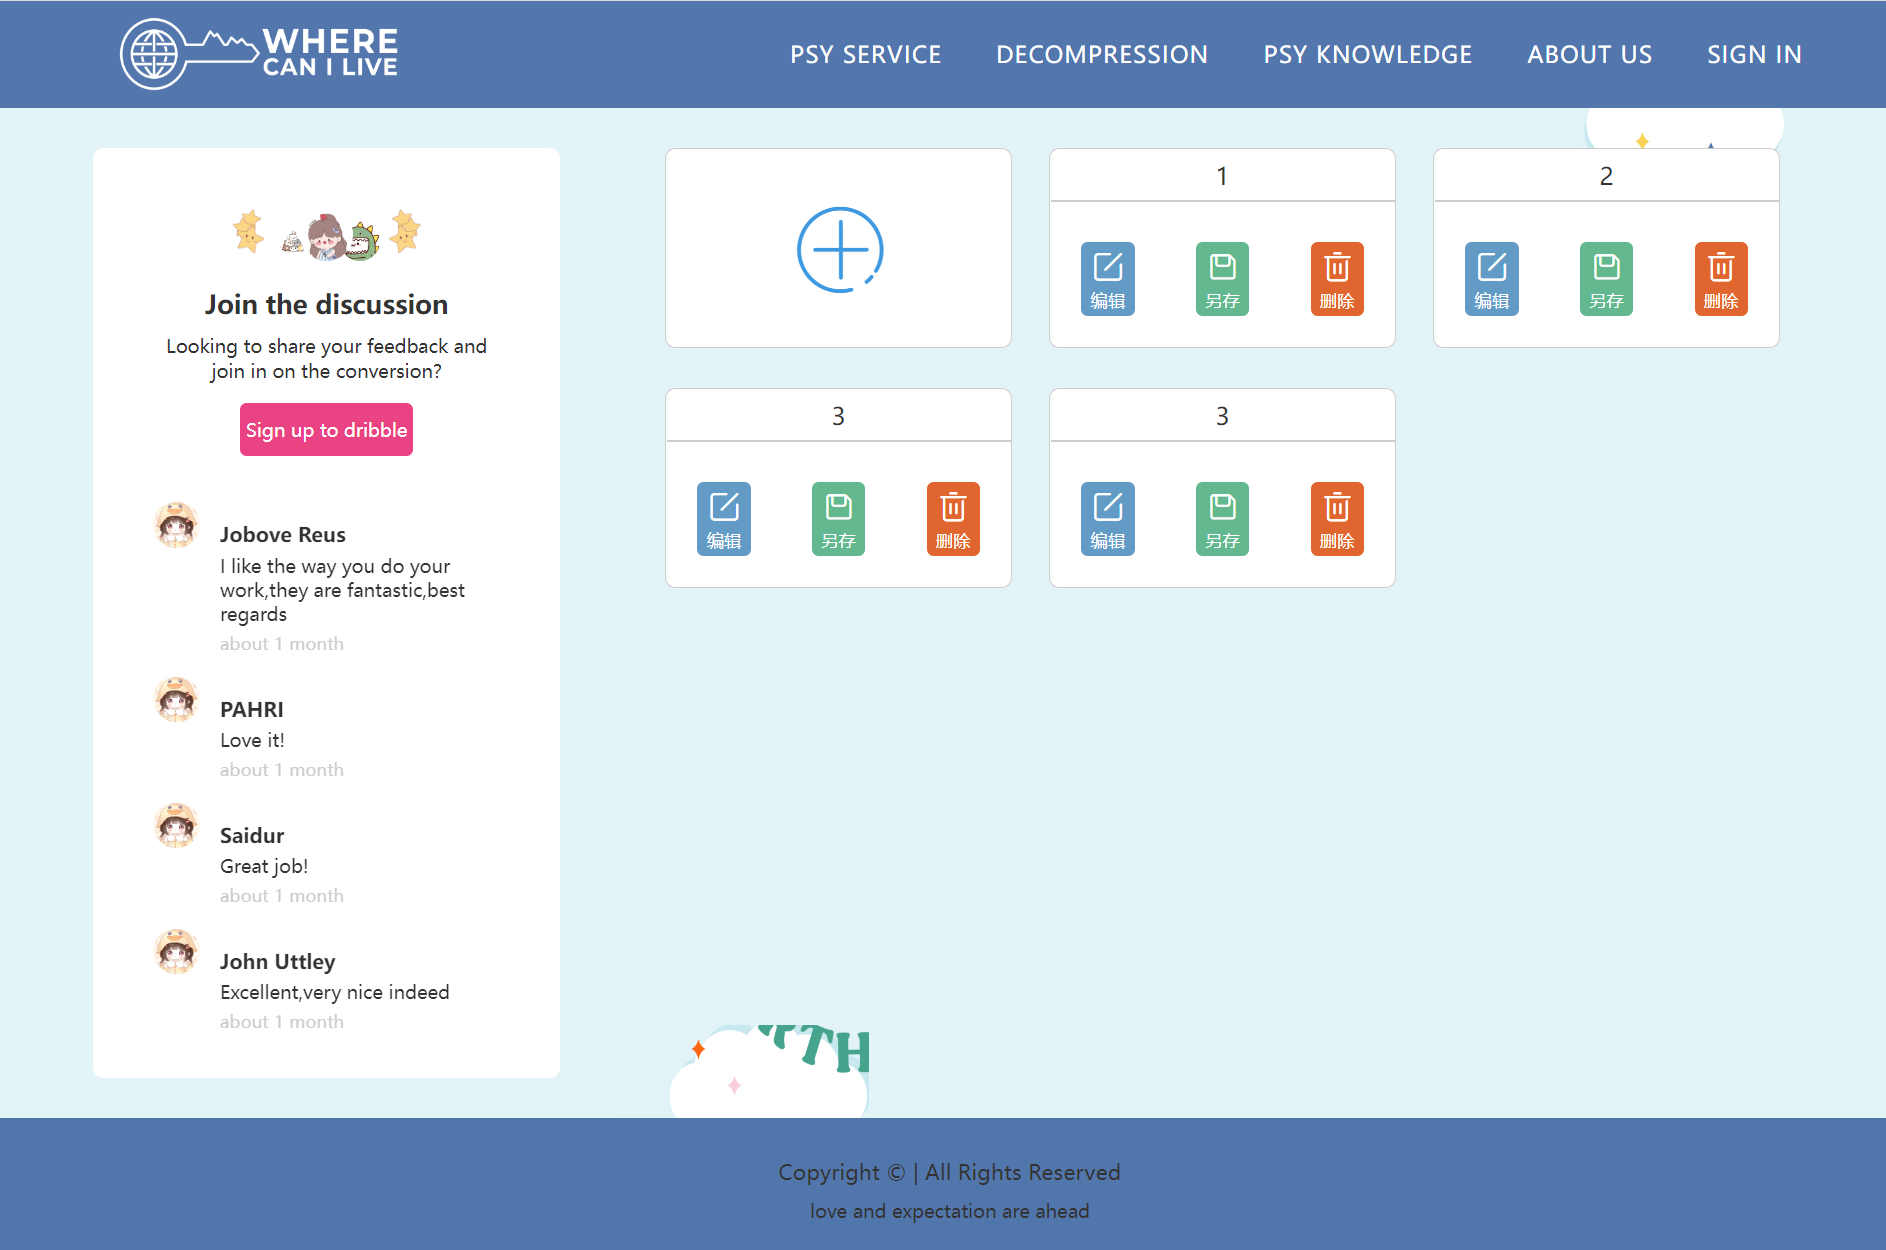 WHERE
CAN I LIVE
PSY SERVICE
DECOMPRESSION
PSY KNOWLEDGE
ABOUT US
SIGN IN
Join the discussion
Looking to share your feedback and
join in on the conversion?
Sign up to dribble
Jobove Reus
I like the way you do your
work,they are fantastic,best
regards
about 1 month
PAHRI
Love it!
about 1 month
Saidur
Great job!
about 1 month
John Uttley
Excellent,very nice indeed
about 1 month
1
编辑
另存
删除
2
编辑
另存
删除
3
编辑
另存
删除
3
编辑
另存
删除
TH
Copyright © | All Rights Reserved
love and expectation are ahead